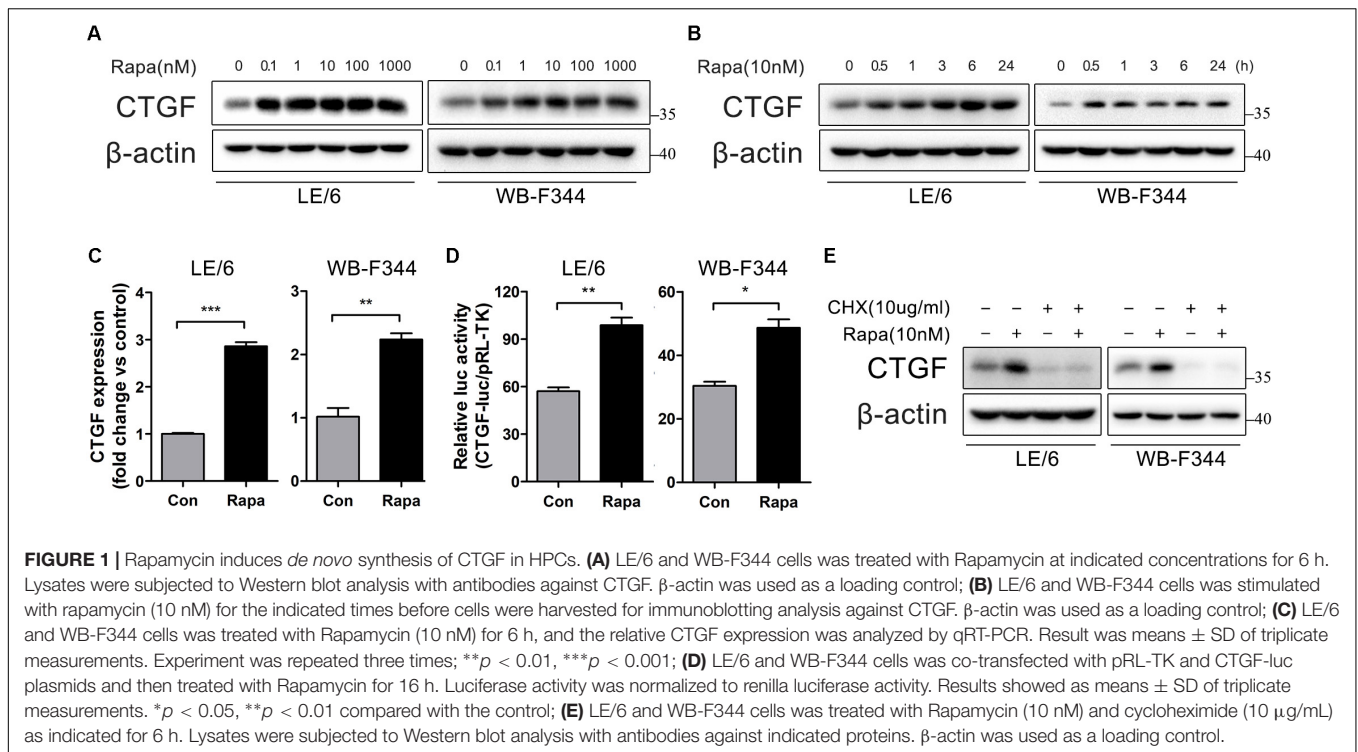 A
Rapa(nM) 0 0.1 1 10 100 1000 0 0.1 1 10 100 1000
CTGF
35
β-actin
40
LE/6 WB-F344
B
Rapa(10nM) 0 0.5 1 3 6 24 0 0.5 1 3 6 24 (h)
CTGF
35
β-actin
40
LE/6 WB-F344
C
LE/6 WB-F344
CTGF expression
(fold change vs control)
4
3
2
1
0
***
Con Rapa
3
2
1
0
**
Con Rapa
D
LE/6 WB-F344
Relative luc activity
(CTGF-luc/pRL-TK)
120
90
60
30
0
**
Con Rapa
60
40
20
0
*
Con Rapa
E
CHX(10ug/ml) – – + + – – + +
Rapa(10nM) – + – + – + – +
CTGF
35
β-actin
40
LE/6 WB-F344
FIGURE 1 | Rapamycin induces de novo synthesis of CTGF in HPCs. (A) LE/6 and WB-F344 cells was treated with Rapamycin at indicated concentrations for 6 h.
Lysates were subjected to Western blot analysis with antibodies against CTGF. β-actin was used as a loading control; (B) LE/6 and WB-F344 cells was stimulated
with rapamycin (10 nM) for the indicated times before cells were harvested for immunoblotting analysis against CTGF. β-actin was used as a loading control; (C) LE/6
and WB-F344 cells was treated with Rapamycin (10 nM) for 6 h, and the relative CTGF expression was analyzed by qRT-PCR. Result was means ± SD of triplicate
measurements. Experiment was repeated three times; **p < 0.01, ***p < 0.001; (D) LE/6 and WB-F344 cells was co-transfected with pRL-TK and CTGF-luc
plasmids and then treated with Rapamycin for 16 h. Luciferase activity was normalized to renilla luciferase activity. Results showed as means ± SD of triplicate
measurements. *p < 0.05, **p < 0.01 compared with the control; (E) LE/6 and WB-F344 cells was treated with Rapamycin (10 nM) and cycloheximide (10 μg/mL)
as indicated for 6 h. Lysates were subjected to Western blot analysis with antibodies against indicated proteins. β-actin was used as a loading control.